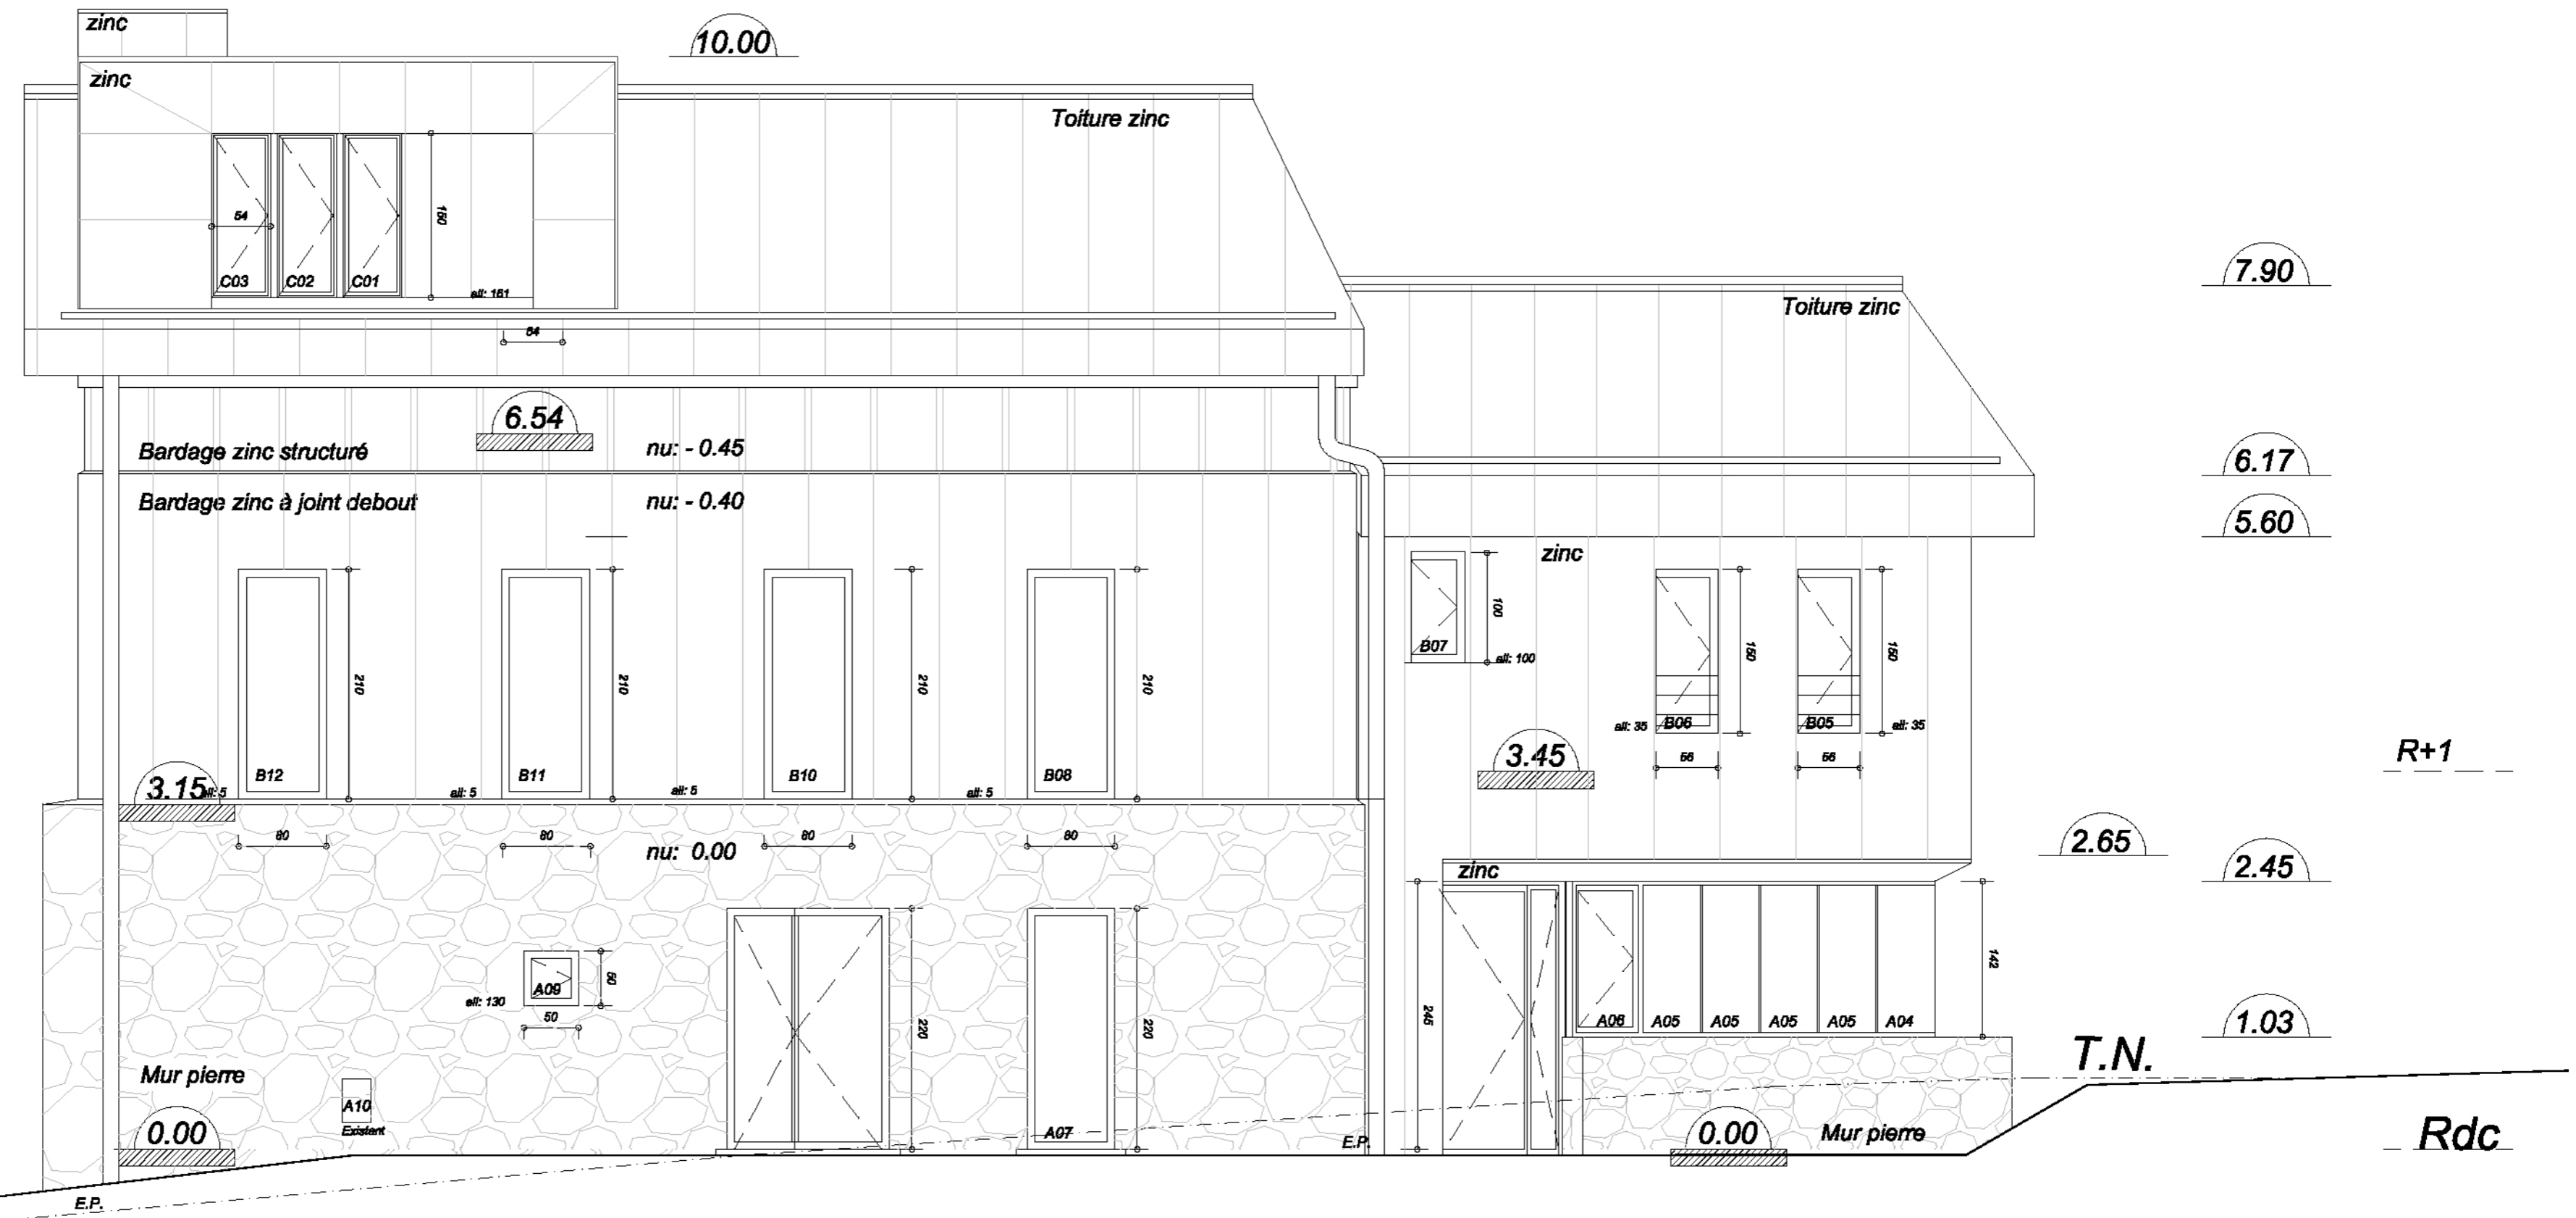 zinc
10.00
zinc
Toiture zinc
150
54
C03
C02
C01
all: 151
7.90
Toiture zinc
54
6.54
Bardage zinc structuré
nu: - 0.45
6.17
Bardage zinc à joint debout
nu: - 0.40
5.60
zinc
100
B07
all: 100
150
150
210
210
210
210
all: 35
B06
B05
all: 35
56
56
B12
B11
B10
B08
3.45
R+1
3.15
all: 5
all: 5
all: 5
all: 5
80
80
80
80
nu: 0.00
2.65
2.45
zinc
142
A09
50
all: 130
50
220
220
245
A06
A05
A05
A05
A05
A04
1.03
T.N.
Mur pierre
A10
Existant
0.00
A07
E.P.
0.00
Mur pierre
Rdc
E.P.